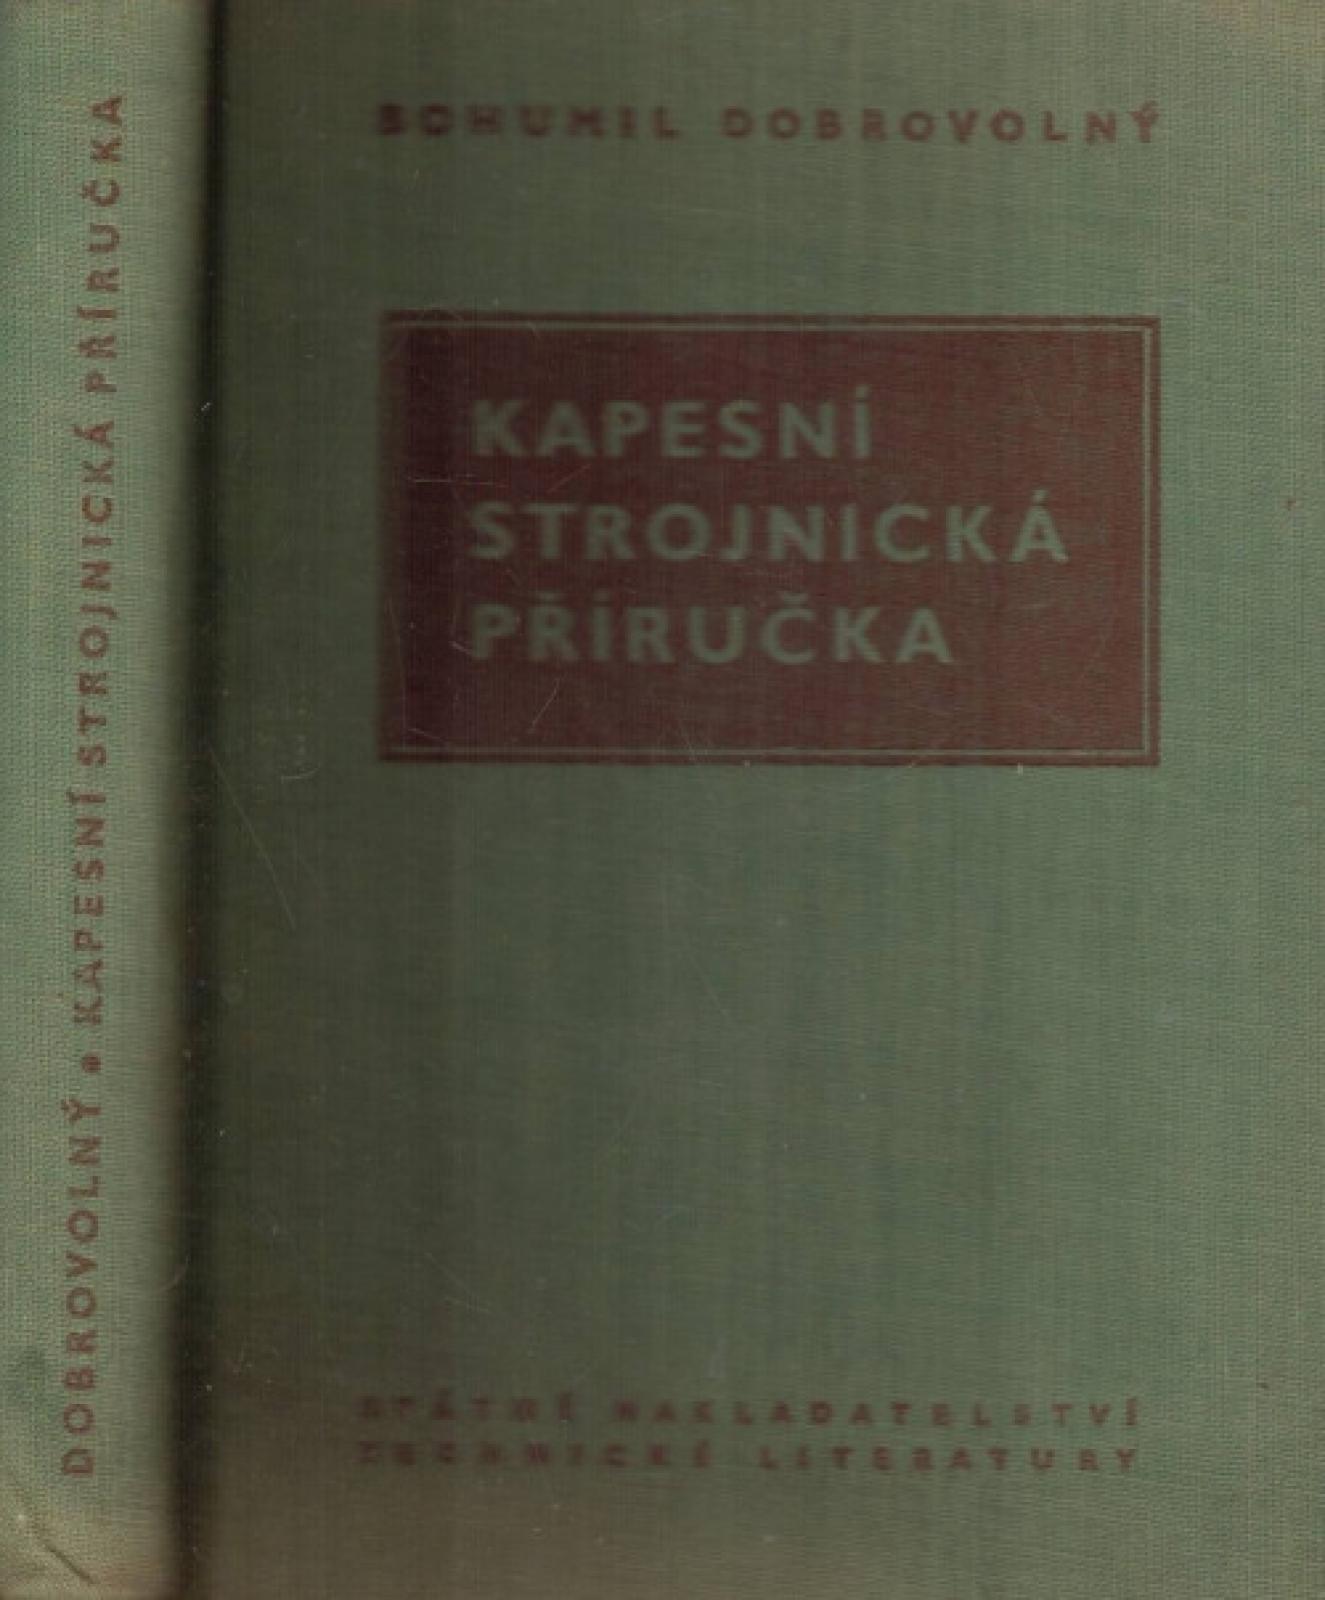 BOHUMIL DOBROVOLNÝ
KAPESNÍ
STROJNICKÁ
PŘÍRUČKA
STÁTNÍ NAKLADATELSTVÍ
TECHNICKÉ LITERATURY
DOBROVOLNÝ • KAPESNÍ STROJNICKÁ PŘÍRUČKA